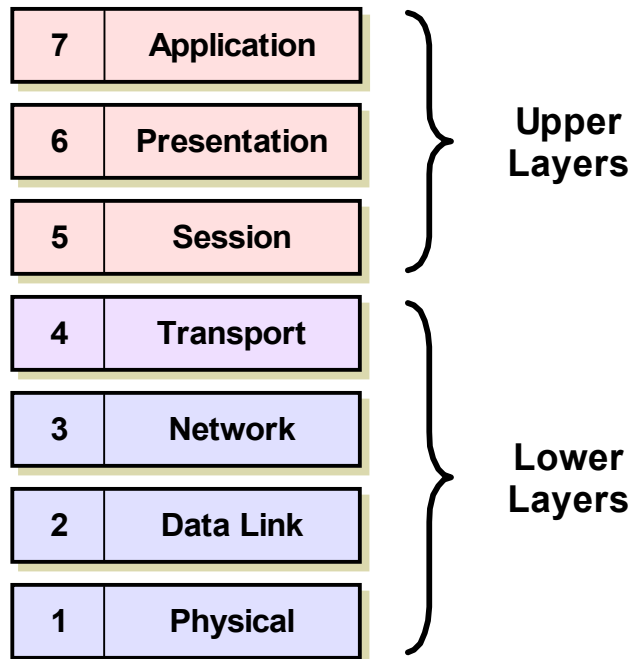 7 Application
6 Presentation
5 Session
Upper
Layers
4 Transport
3 Network
2 Data Link
1 Physical
Lower
Layers